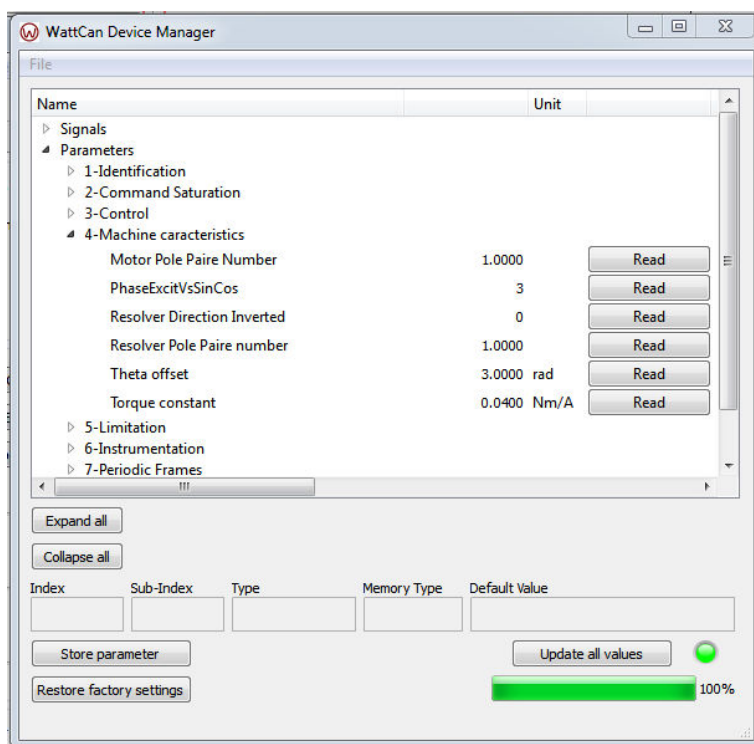 WattCan Device Manager
File
Name Unit
Signals
Parameters
1-Identification
2-Command Saturation
3-Control
4-Machine caracteristics
Motor Pole Paire Number 1.0000 Read
PhaseExcitVsSinCos 3 Read
Resolver Direction Inverted 0 Read
Resolver Pole Paire number 1.0000 Read
Theta offset 3.0000 rad Read
Torque constant 0.0400 Nm/A Read
5-Limitation
6-Instrumentation
7-Periodic Frames
Expand all
Collapse all
Index Sub-Index Type Memory Type Default Value
Store parameter Update all values
Restore factory settings 100%